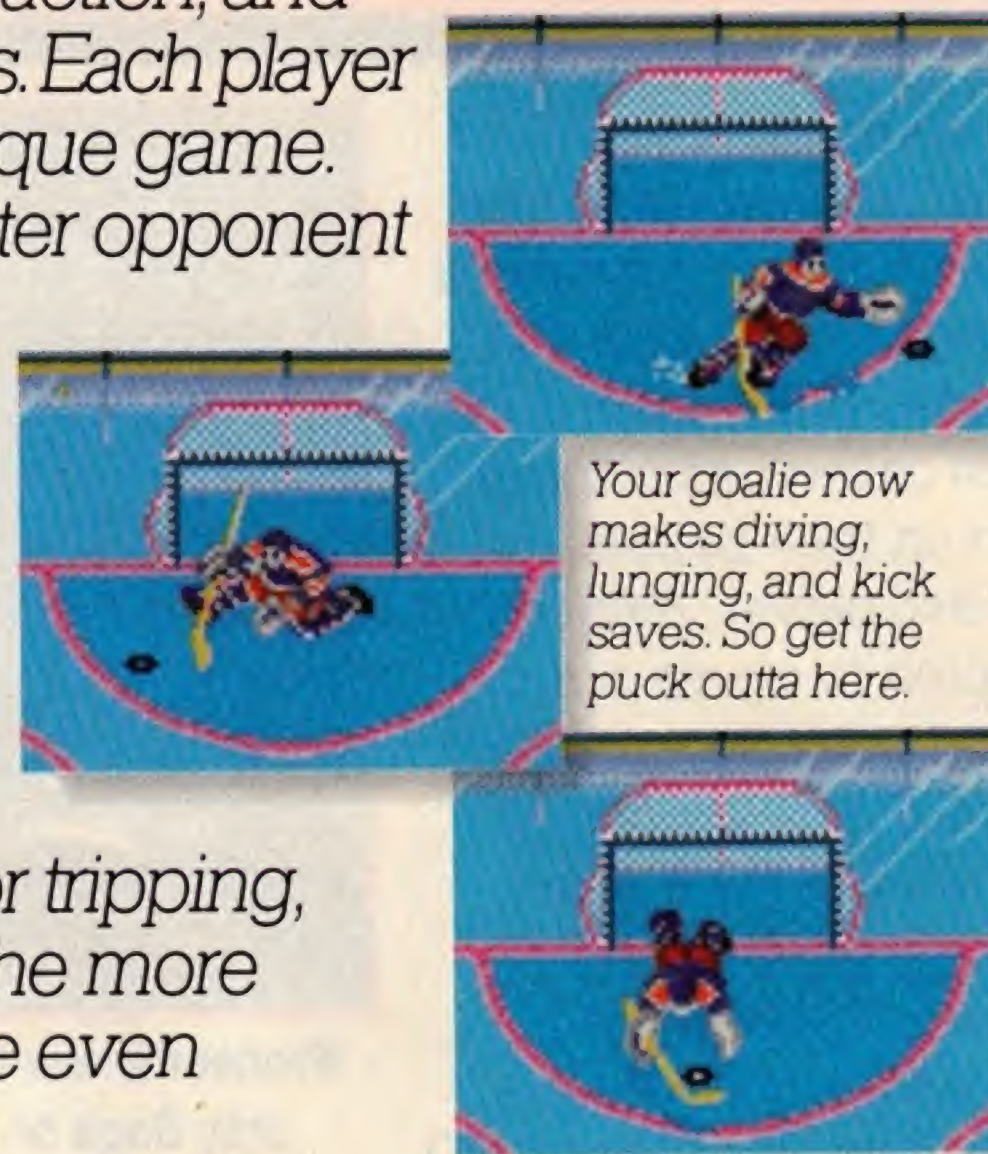 s. Each player
que game.
ter opponent
Your goalie now
makes diving,
lunging, and kick
saves. So get the
puck outta here.
r tripping,
he more
e even